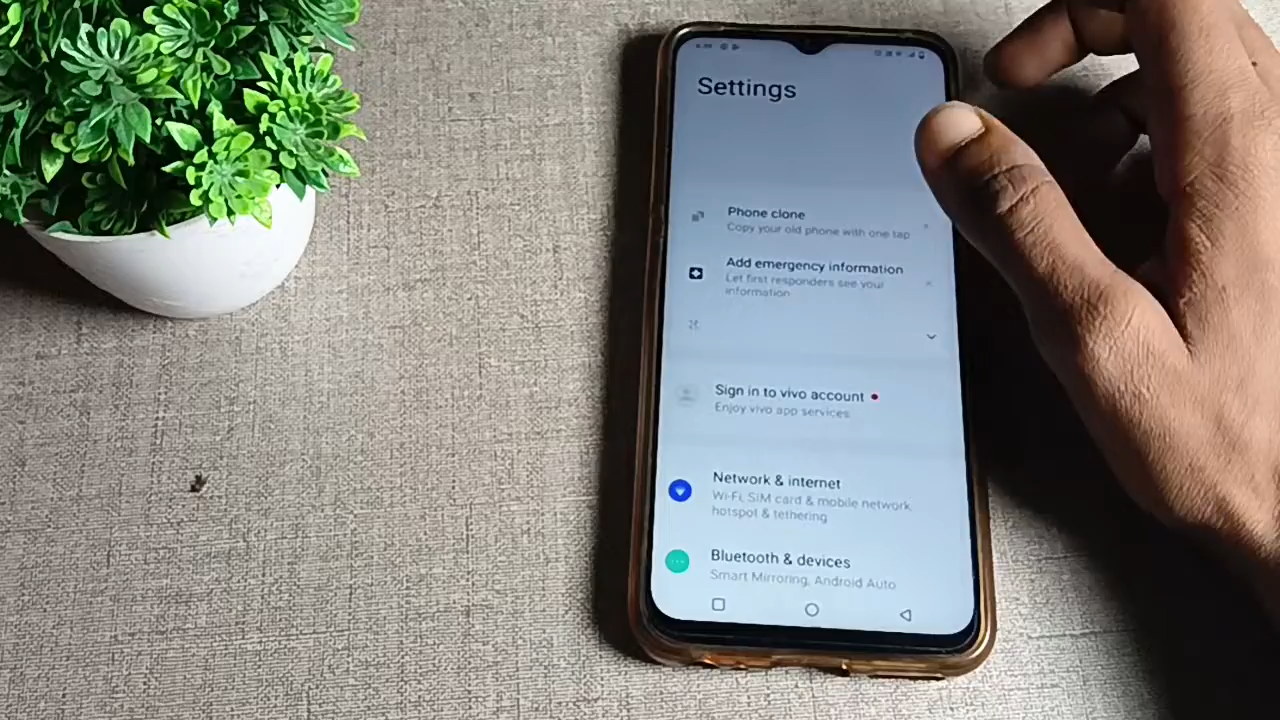 Settings
Phone clone
Copy your old phone with one tap
Add emergency information
Let first responders see your
information
Sign in to vivo account
Enjoy vivo app services
Network & internet
Wi-Fi, SIM card & mobile network,
hotspot & tethering
Bluetooth & devices
Smart Mirroring, Android Auto